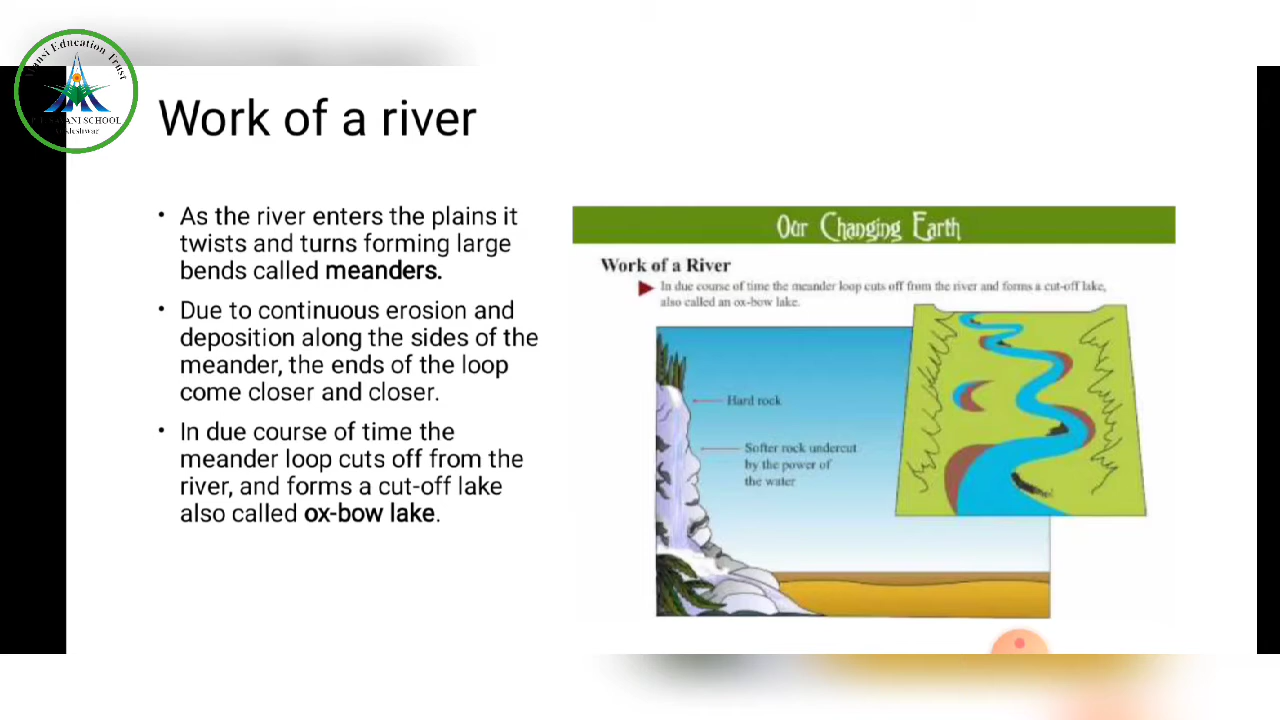 Education Trust
SCHOOL
Work of a river
• As the river enters the plains it
twists and turns forming large
bends called meanders.
• Due to continuous erosion and
deposition along the sides of the
meander, the ends of the loop
come closer and closer.
• In due course of time the
meander loop cuts off from the
river, and forms a cut-off lake
also called ox-bow lake.
Our Changing Earth
Work of a River
In due course of time the meander loop cuts off from the river and forms a cut-off lake,
also called an ox-bow lake.
Hard rock
Softer rock undercut
by the power of
the water